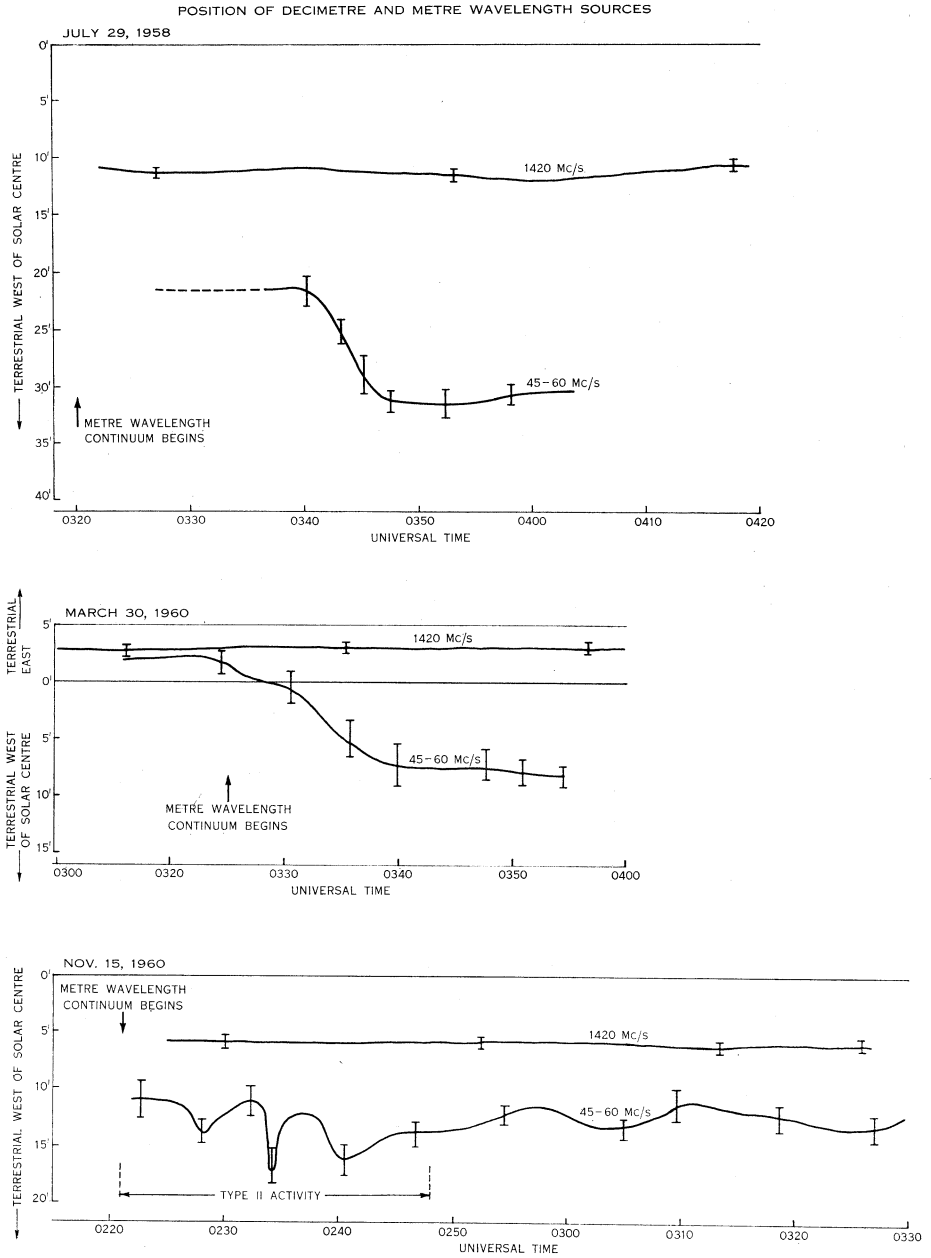 POSITION OF DECIMETRE AND METRE WAVELENGTH SOURCES
JULY 29, 1958
0'
5'
10'
15'
20'
25'
30'
35'
40'
TERRESTRIAL WEST OF SOLAR CENTRE
1420 Mc/s
45-60 Mc/s
METRE WAVELENGTH
CONTINUUM BEGINS
0320
0330
0340
0350
0400
0410
0420
UNIVERSAL TIME
MARCH 30, 1960
TERRESTRIAL
EAST
TERRESTRIAL WEST
OF SOLAR CENTRE
5'
0'
5'
10'
15'
1420 Mc/s
45-60 Mc/s
METRE WAVELENGTH
CONTINUUM BEGINS
0300
0320
0330
0340
0350
0400
UNIVERSAL TIME
NOV. 15, 1960
TERRESTRIAL WEST OF SOLAR CENTRE
METRE WAVELENGTH
CONTINUUM BEGINS
0'
5'
10'
15'
20'
1420 Mc/s
45-60 Mc/s
TYPE II ACTIVITY
0220
0230
0240
0250
0300
0310
0320
0330
UNIVERSAL TIME